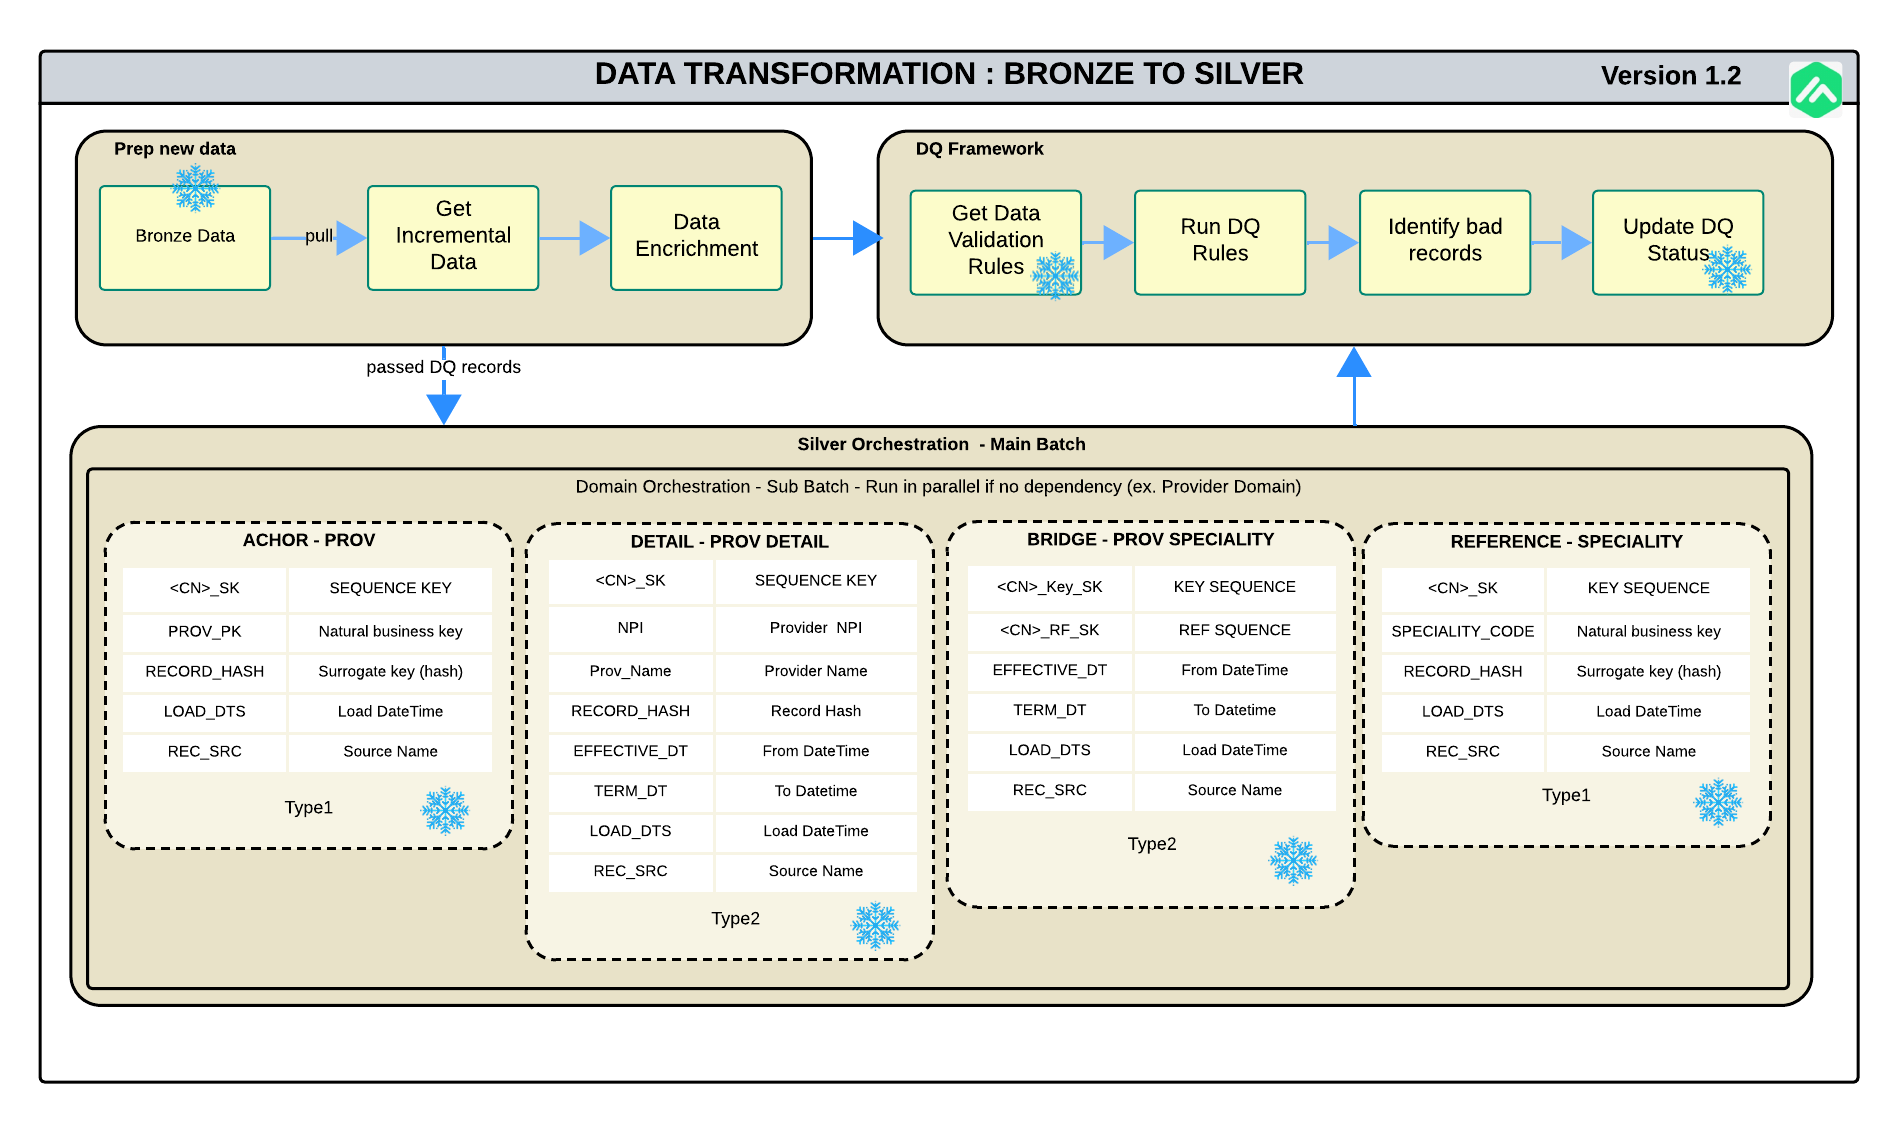 DATA TRANSFORMATION : BRONZE TO SILVER
Version 1.2
Prep new data
Bronze Data
pull
Get
Incremental
Data
Data
Encrichment
DQ Framework
Get Data
Validation
Rules
Run DQ
Rules
Identify bad
records
Update DQ
Status
passed DQ records
Silver Orchestration - Main Batch
Domain Orchestration - Sub Batch - Run in parallel if no dependency (ex. Provider Domain)
ACHOR - PROV
<CN>_SK SEQUENCE KEY
PROV_PK Natural business key
RECORD_HASH Surrogate key (hash)
LOAD_DTS Load DateTime
REC_SRC Source Name
Type1
DETAIL - PROV DETAIL
<CN>_SK SEQUENCE KEY
NPI Provider NPI
Prov_Name Provider Name
RECORD_HASH Record Hash
EFFECTIVE_DT From DateTime
TERM_DT To Datetime
LOAD_DTS Load DateTime
REC_SRC Source Name
Type2
BRIDGE - PROV SPECIALITY
<CN>_Key_SK KEY SEQUENCE
<CN>_RF_SK REF SQUENCE
EFFECTIVE_DT From DateTime
TERM_DT To Datetime
LOAD_DTS Load DateTime
REC_SRC Source Name
Type2
REFERENCE - SPECIALITY
<CN>_SK KEY SEQUENCE
SPECIALITY_CODE Natural business key
RECORD_HASH Surrogate key (hash)
LOAD_DTS Load DateTime
REC_SRC Source Name
Type1